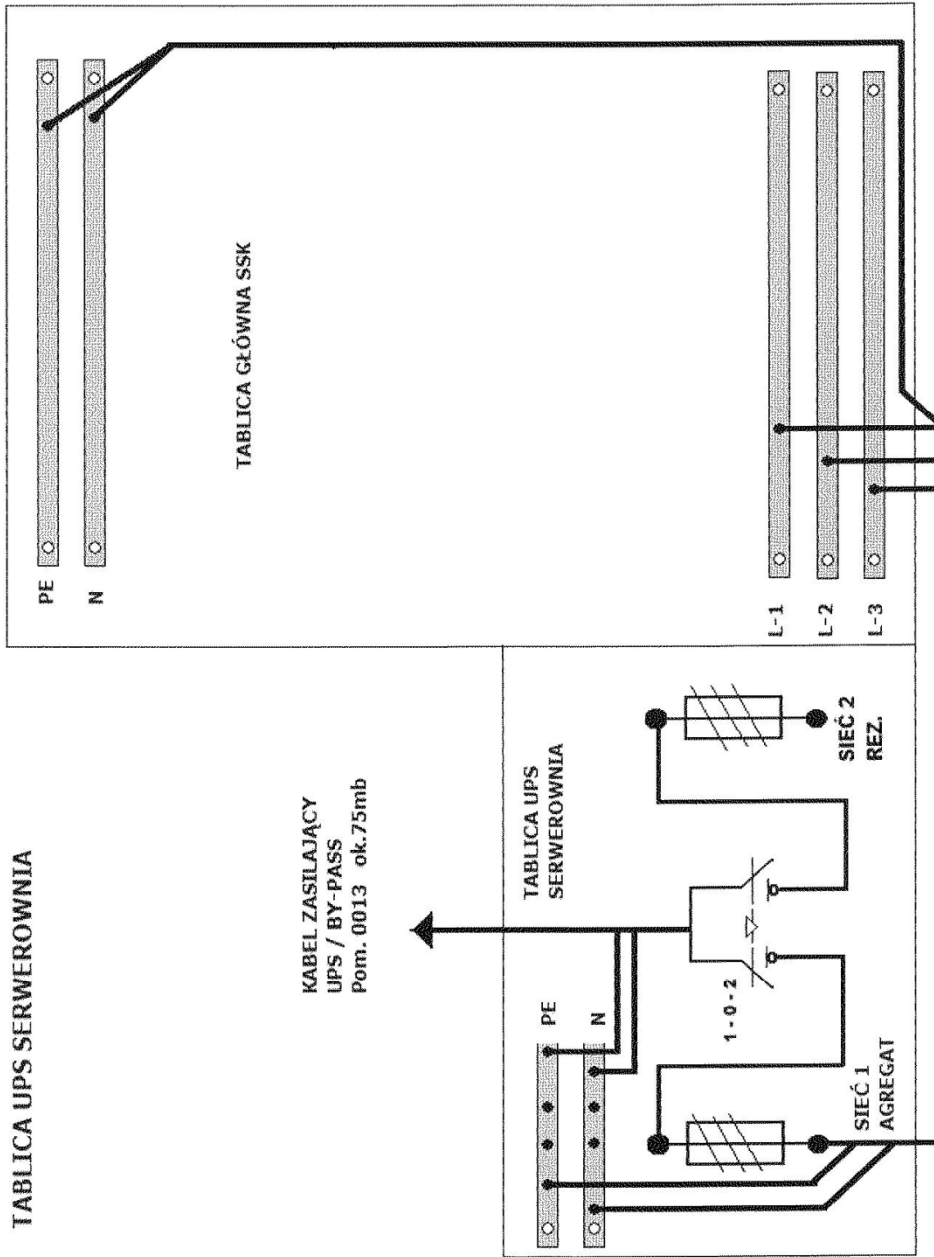 TABLICA UPS SERWEROWNIA
KABEL ZASILAJĄCY
UPS / BY-PASS
Pom. 0013 ok.75mb
PE
N
TABLICA GŁÓWNA SSK
TABLICA UPS
SERWEROWNIA
PE
N
1 - 0 - 2
SIEĆ 1
AGREGAT
SIEĆ 2
REZ.
L-1
L-2
L-3